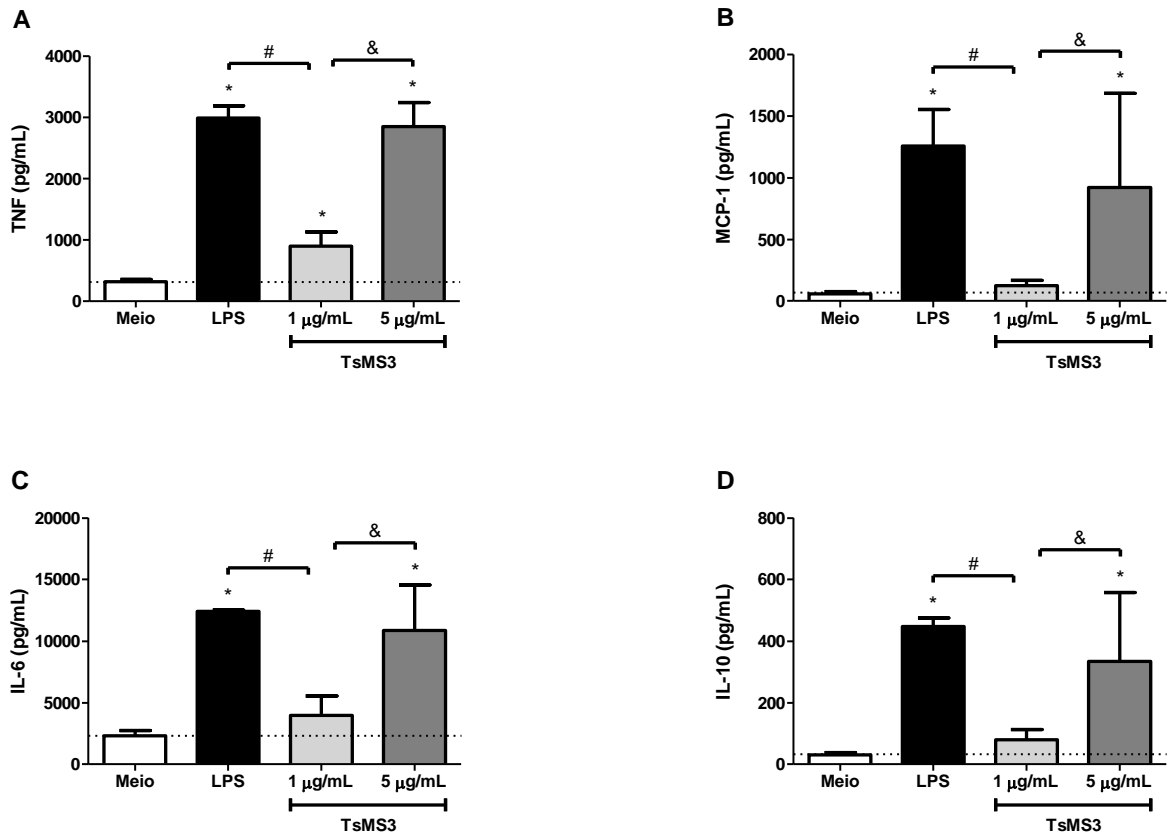 A
TNF (pg/mL)
4000
3000
2000
1000
0
#
&
*
*
*
Meio LPS 1 μg/mL 5 μg/mL
TsMS3
B
MCP-1 (pg/mL)
2000
1500
1000
500
0
#
&
*
*
Meio LPS 1 μg/mL 5 μg/mL
TsMS3
C
IL-6 (pg/mL)
20000
15000
10000
5000
0
#
&
*
*
Meio LPS 1 μg/mL 5 μg/mL
TsMS3
D
IL-10 (pg/mL)
800
600
400
200
0
#
&
*
*
Meio LPS 1 μg/mL 5 μg/mL
TsMS3